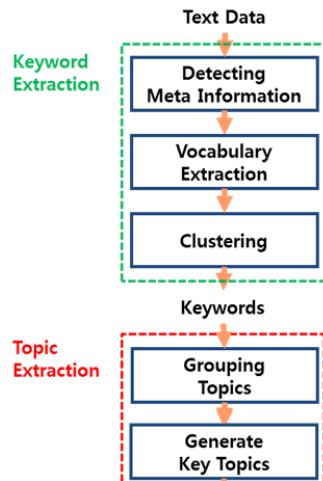 Text Data
Keyword
Extraction
Detecting
Meta Information
Vocabulary
Extraction
Clustering
Keywords
Topic
Extraction
Grouping
Topics
Generate
Key Topics